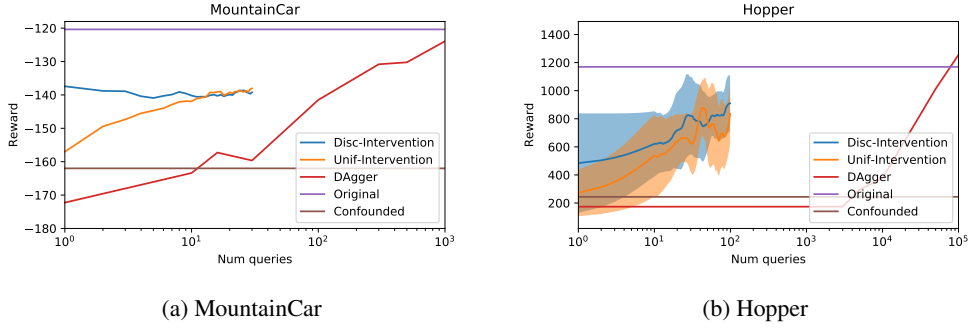 MountainCar
Reward
−120
−130
−140
−150
−160
−170
−180
Disc-Intervention
Unif-Intervention
DAgger
Original
Confounded
10^0
10^1
10^2
10^3
Num queries
(a) MountainCar
Hopper
Reward
1400
1200
1000
800
600
400
200
Disc-Intervention
Unif-Intervention
DAgger
Original
Confounded
10^0
10^1
10^2
10^3
10^4
10^5
Num queries
(b) Hopper